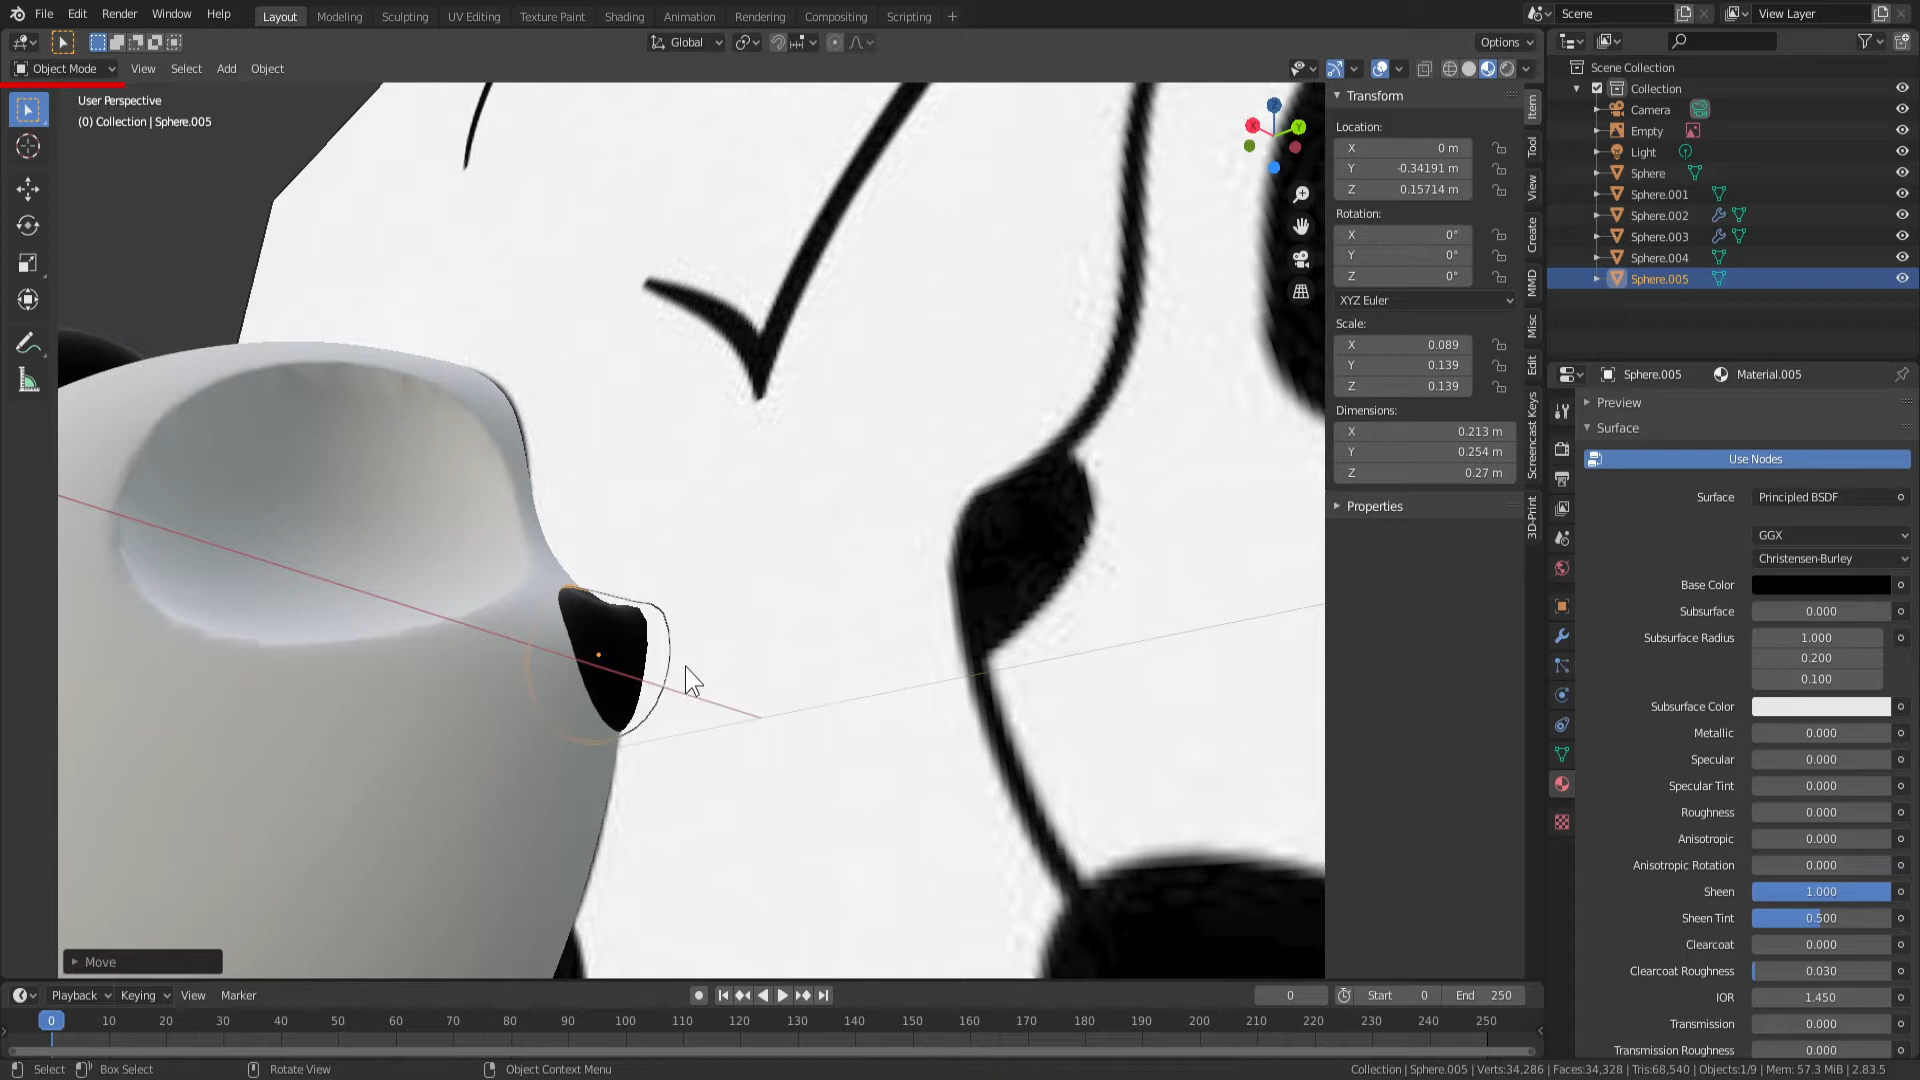 File Edit Render Window Help Layout Modeling Sculpting UV Editing Texture Paint Shading Animation Rendering Compositing Scripting + Scene View Layer
Global Options
Object Mode View Select Add Object
User Perspective
(0) Collection | Sphere.005
Transform
Location:
X 0 m
Y -0.34191 m
Z 0.15714 m
Rotation:
X 0°
Y 0°
Z 0°
XYZ Euler
Scale:
X 0.089
Y 0.139
Z 0.139
Dimensions:
X 0.213 m
Y 0.254 m
Z 0.27 m
Properties
Item
Tool
View
Create
MMD
Misc
Edit
Screencast Keys
3D-Print
Scene Collection
Collection
Camera
Empty
Light
Sphere
Sphere.001
Sphere.002
Sphere.003
Sphere.004
Sphere.005
Sphere.005 Material.005
Preview
Surface
Use Nodes
Surface Principled BSDF
GGX
Christensen-Burley
Base Color
Subsurface 0.000
Subsurface Radius 1.000
0.200
0.100
Subsurface Color
Metallic 0.000
Specular 0.000
Specular Tint 0.000
Roughness 0.000
Anisotropic 0.000
Anisotropic Rotation 0.000
Sheen 1.000
Sheen Tint 0.500
Clearcoat 0.000
Clearcoat Roughness 0.030
IOR 1.450
Transmission 0.000
Transmission Roughness 0.000
Move
Playback Keying View Marker 0 Start 0 End 250
0 10 20 30 40 50 60 70 80 90 100 110 120 130 140 150 160 170 180 190 200 210 220 230 240 250
Select Box Select Rotate View Object Context Menu Collection | Sphere.005 | Verts:34,286 | Faces:34,328 | Tris:68,540 | Objects:1/9 | Mem: 57.3 MiB | 2.83.5